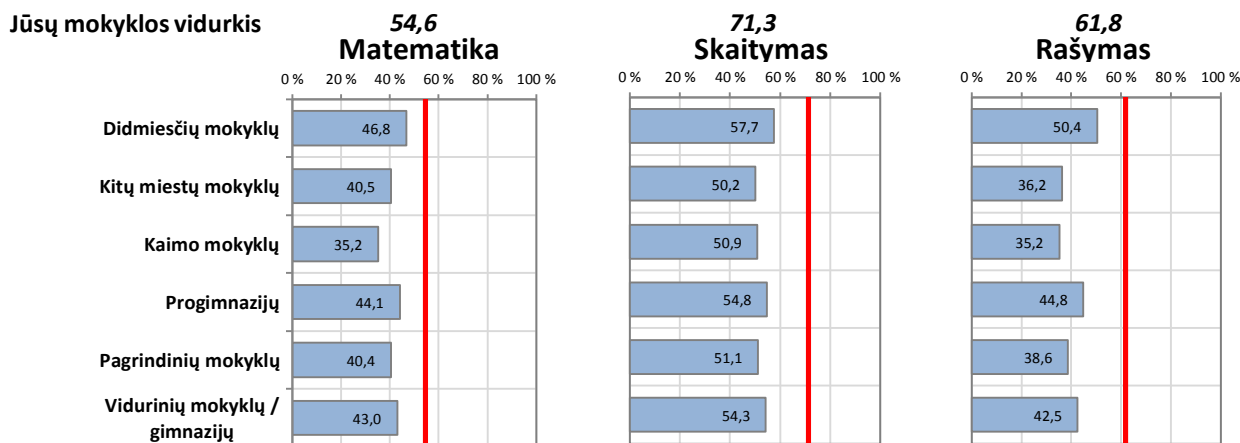 Jūsų mokyklos vidurkis 54,6 71,3 61,8
Matematika Skaitymas Rašymas
0 % 20 % 40 % 60 % 80 % 100 % 0 % 20 % 40 % 60 % 80 % 100 % 0 % 20 % 40 % 60 % 80 % 100 %
Didmiesčių mokyklų 46,8 57,7 50,4
Kitų miestų mokyklų 40,5 50,2 36,2
Kaimo mokyklų 35,2 50,9 35,2
Progimnazijų 44,1 54,8 44,8
Pagrindinių mokyklų 40,4 51,1 38,6
Vidurinių mokyklų /
gimnazijų 43,0 54,3 42,5